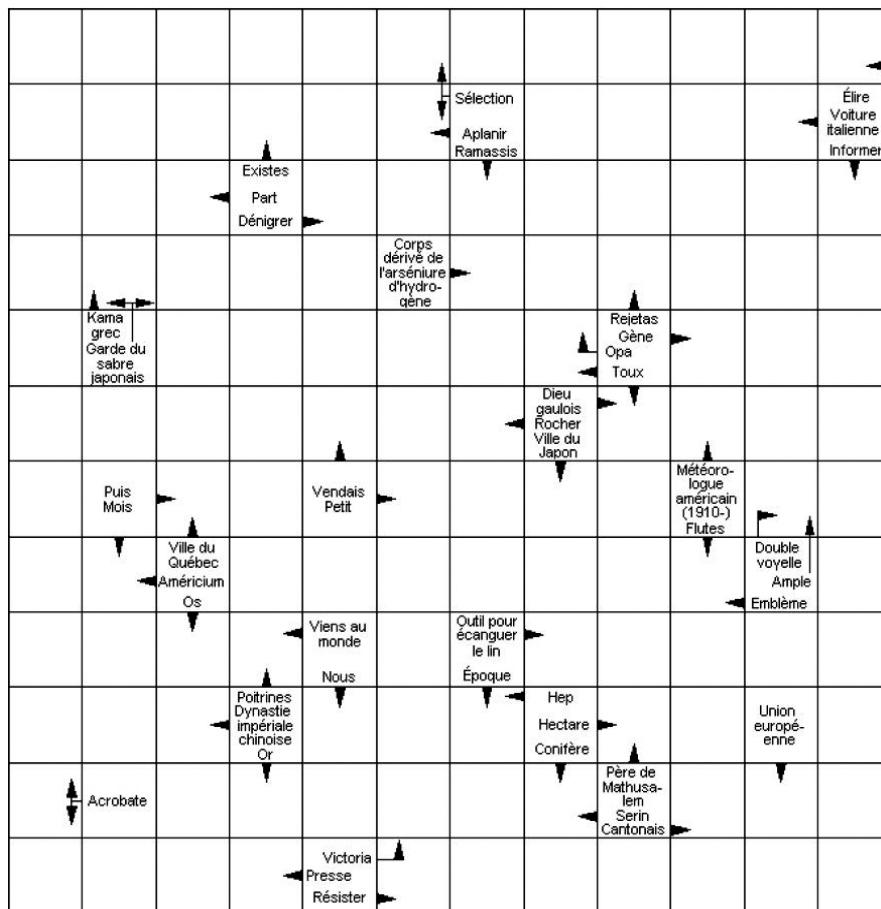 Sélection
Aplanir
Ramassis
Élire
Voiture
italienne
Informer
Existes
Part
Dénigrer
Corps
dérivé de
l'arséniure
d'hydro-
gène
Kama
grec
Garde du
sabre
japonais
Rejetas
Gène
Opa
Toux
Dieu
gaulois
Rocher
Ville du
Japon
Puis
Mois
Vendais
Petit
Météoro-
logue
américain
(1910-)
Flutes
Ville du
Québec
Américium
Os
Double
voyelle
Ample
Emblème
Viens au
monde
Nous
Outil pour
écanguer
le lin
Époque
Poitrines
Dynastie
impériale
chinoise
Or
Hep
Hectare
Conifère
Union
europé-
enne
Acrobate
Père de
Mathusa-
lem
Serin
Cantonais
Victoria
Presse
Résister